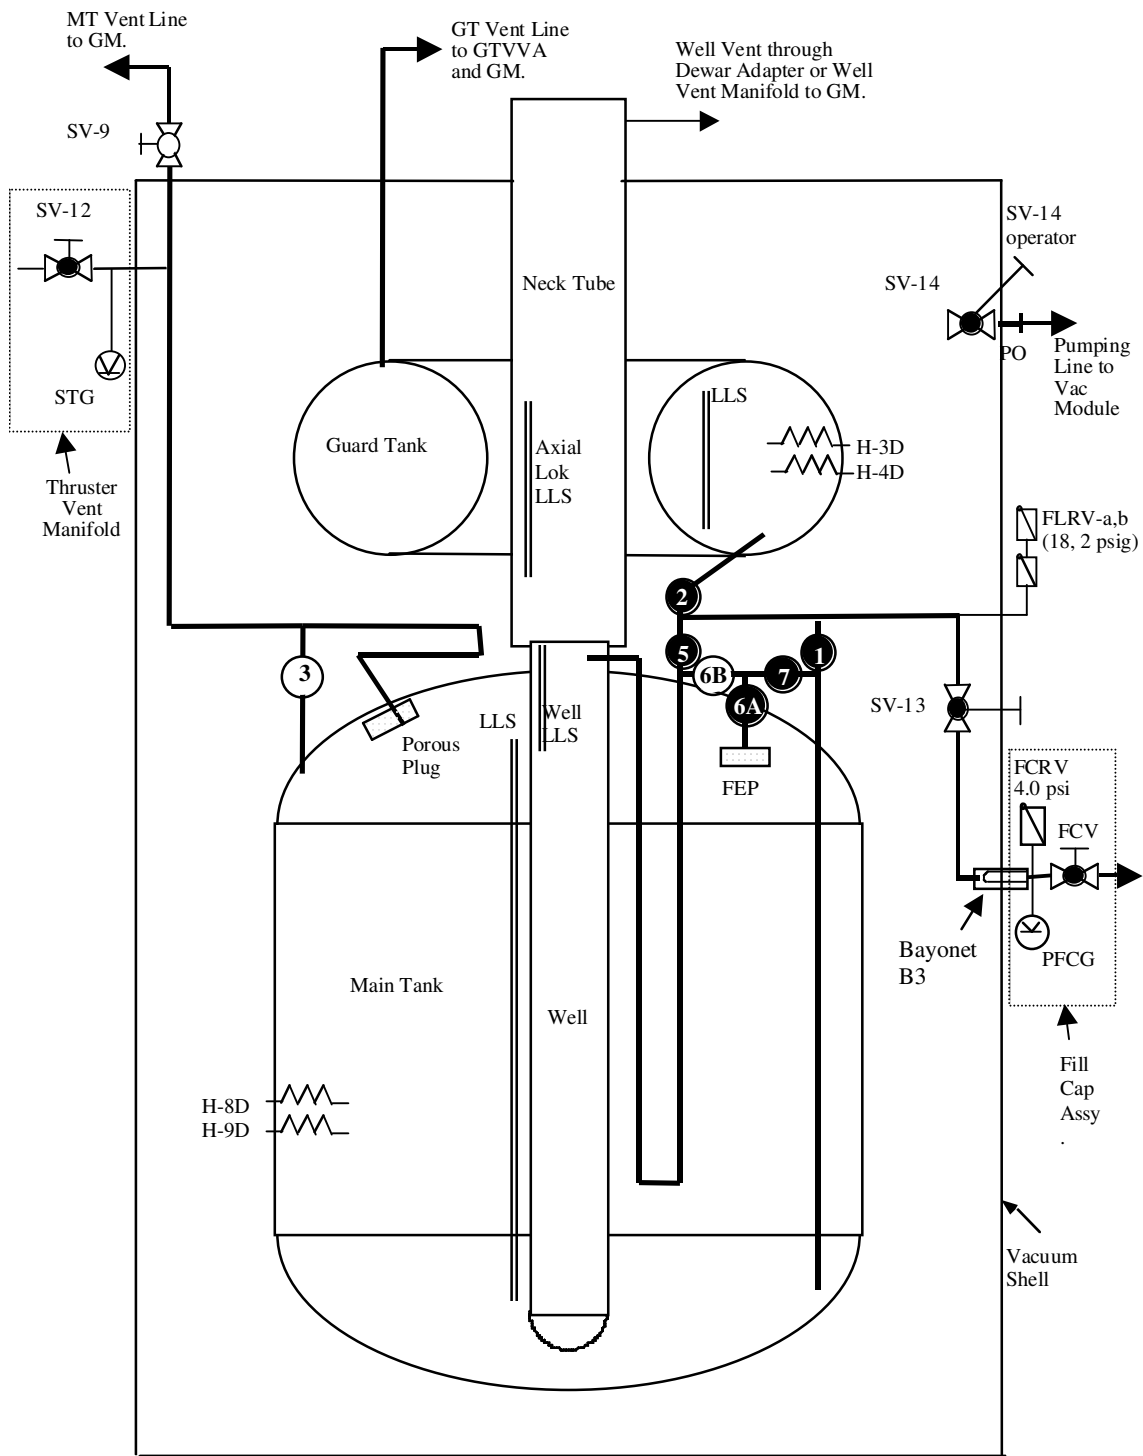 MT Vent Line
to GM.
GT Vent Line
to GTVVA
and GM.
Well Vent through
Dewar Adapter or Well
Vent Manifold to GM.
SV-9
SV-12
STG
Thruster
Vent
Manifold
Neck Tube
SV-14
operator
SV-14
PO
Pumping
Line to
Vac
Module
Guard Tank
Axial
Lok
LLS
LLS
H-3D
H-4D
FLRV-a,b
(18, 2 psig)
2
5
6B
7
1
6A
3
Porous
Plug
LLS
Well
LLS
FEP
SV-13
FCRV
4.0 psi
FCV
Bayonet
B3
PFCG
Main Tank
Well
Fill
Cap
Assy
.
H-8D
H-9D
Vacuum
Shell